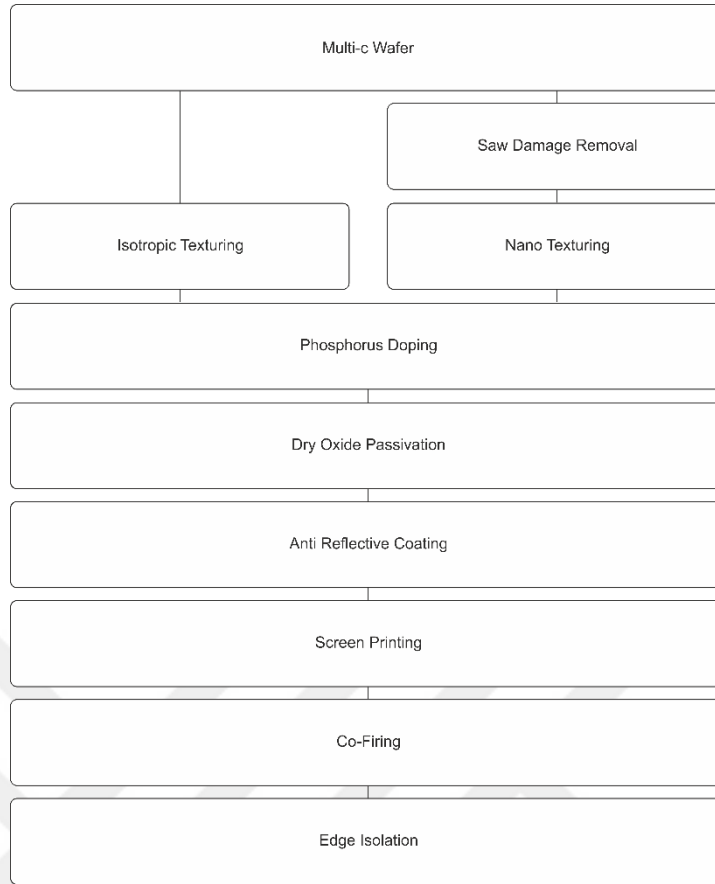 Multi-c Wafer
Saw Damage Removal
Isotropic Texturing
Nano Texturing
Phosphorus Doping
Dry Oxide Passivation
Anti Reflective Coating
Screen Printing
Co-Firing
Edge Isolation